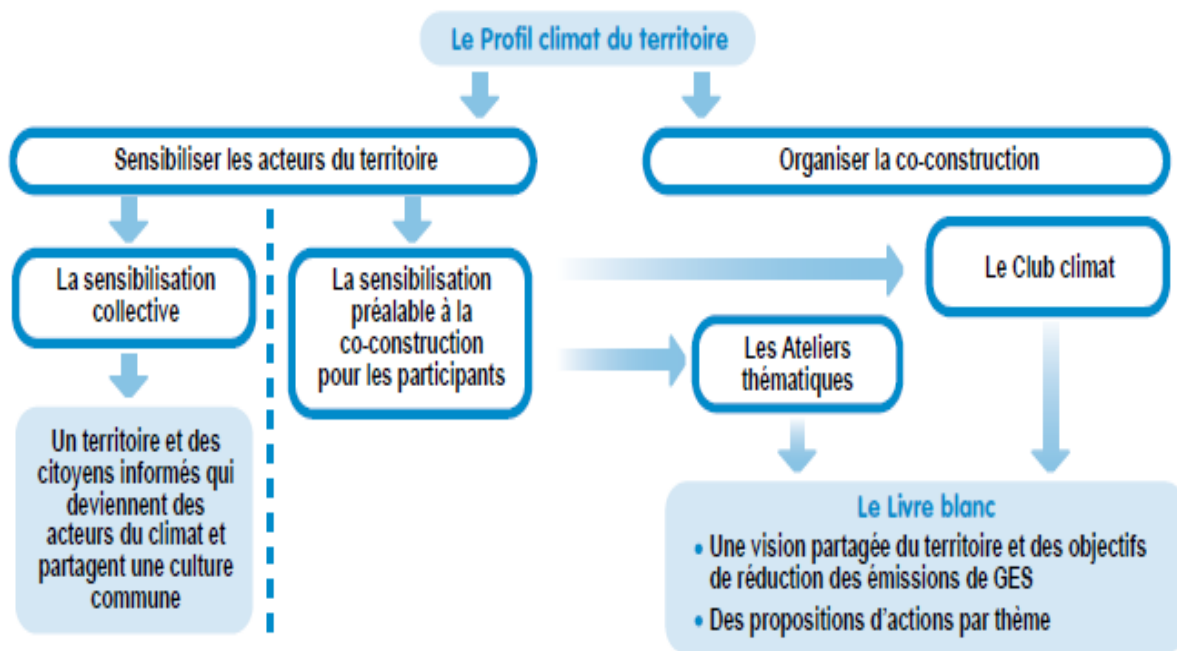 Le Profil climat du territoire
Sensibiliser les acteurs du territoire
Organiser la co-construction
La sensibilisation
collective
La sensibilisation
préalable à la
co-construction
pour les participants
Le Club climat
Les Ateliers
thématiques
Un territoire et des
citoyens informés qui
deviennent des
acteurs du climat et
partagent une culture
commune
Le Livre blanc
• Une vision partagée du territoire et des objectifs
de réduction des émissions de GES
• Des propositions d'actions par thème